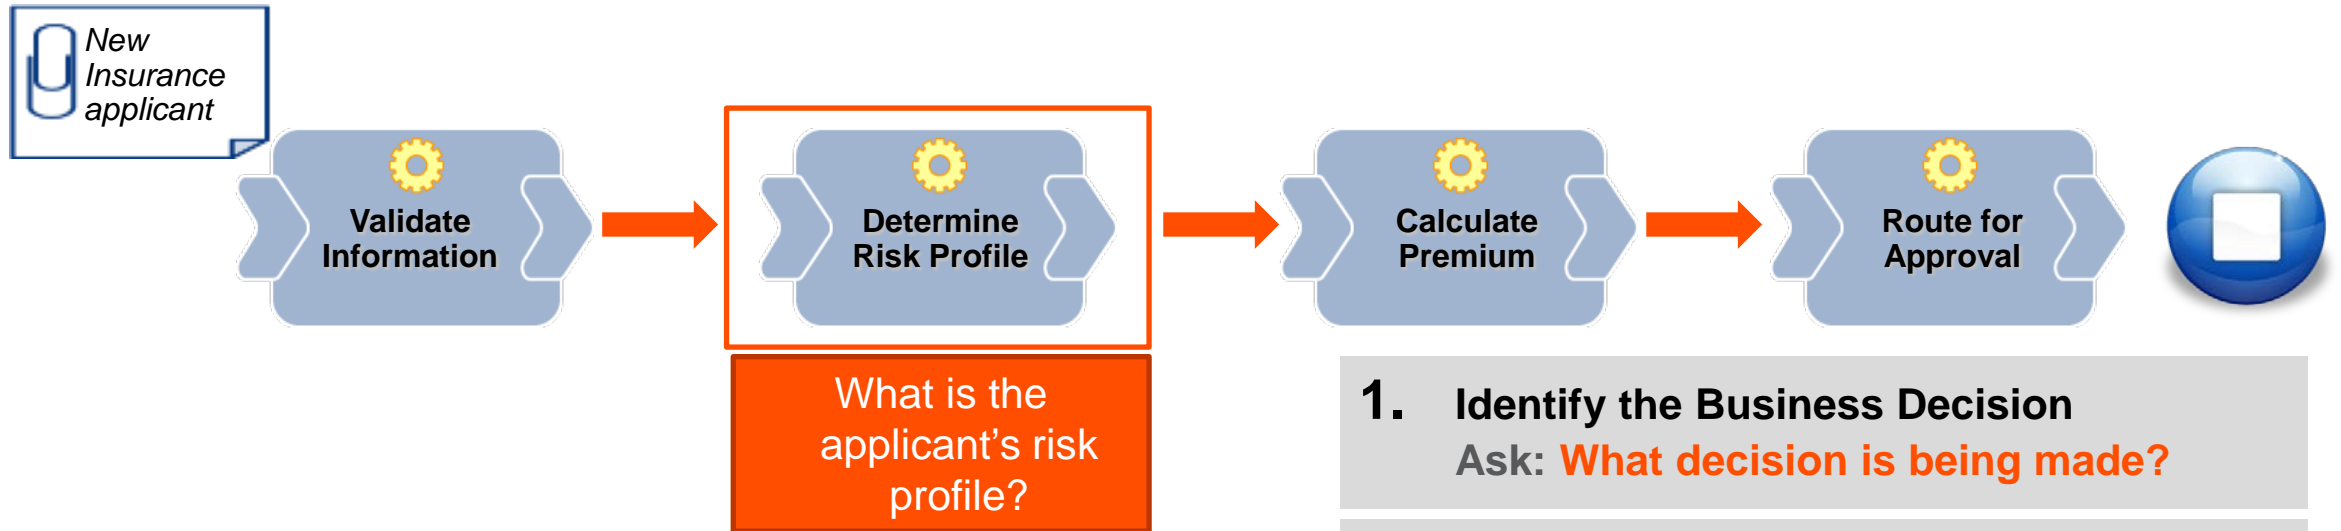 New
Insurance
applicant
Validate
Information
Determine
Risk Profile
Calculate
Premium
Route for
Approval
What is the
applicant’s risk
profile?
1. Identify the Business Decision
Ask: What decision is being made?